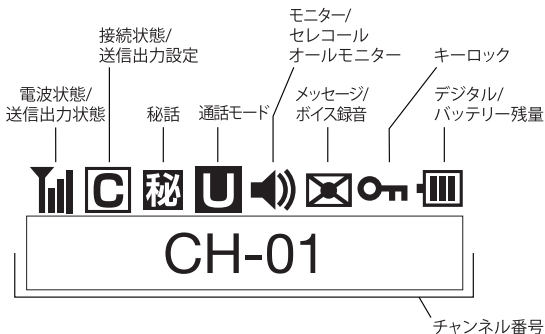 モニター/
セレコール
オールモニター
接続状態/
送信出力設定
キーロック
電波状態/
送信出力状態
秘話
通話モード
メッセージ/
ボイス録音
デジタル/
バッテリー残量
C
秘
U
CH-01
チャンネル番号